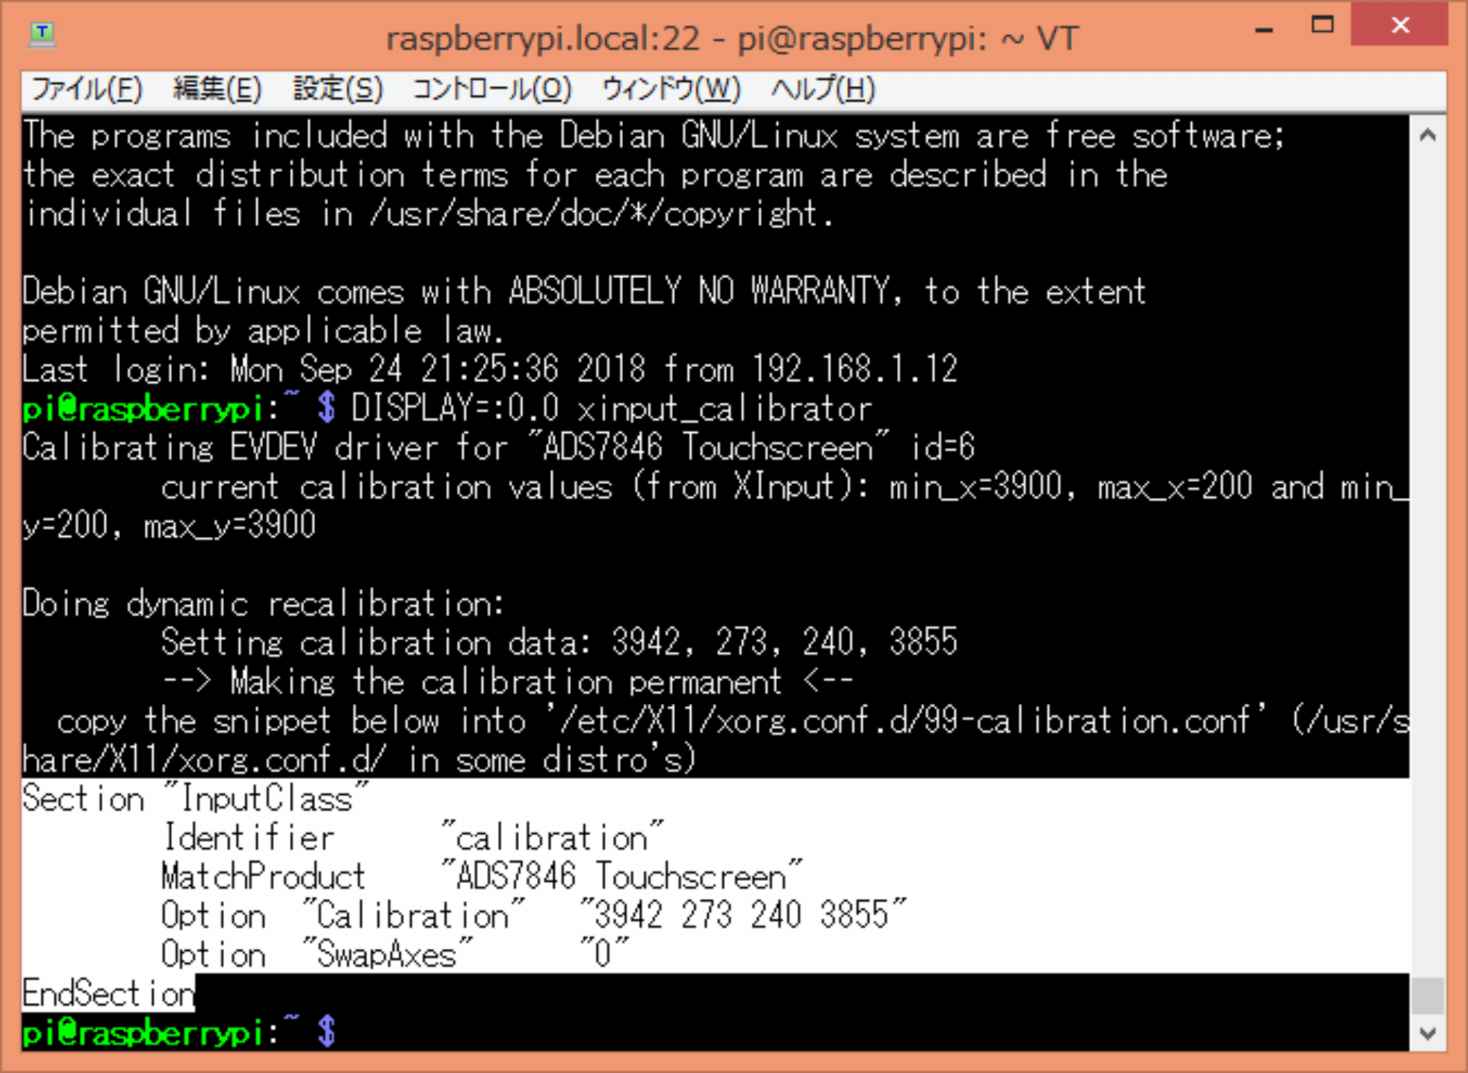 raspberrypi.local:22 - pi@raspberrypi: ~ VT
ファイル(F) 編集(E) 設定(S) コントロール(O) ウィンドウ(W) ヘルプ(H)
The programs included with the Debian GNU/Linux system are free software;
the exact distribution terms for each program are described in the
individual files in /usr/share/doc/*/copyright.
Debian GNU/Linux comes with ABSOLUTELY NO WARRANTY, to the extent
permitted by applicable law.
Last login: Mon Sep 24 21:25:36 2018 from 192.168.1.12
pi@raspberrypi:~ $ DISPLAY=:0.0 xinput_calibrator
Calibrating EVDEV driver for "ADS7846 Touchscreen" id=6
current calibration values (from XInput): min_x=3900, max_x=200 and min_
y=200, max_y=3900
Doing dynamic recalibration:
Setting calibration data: 3942, 273, 240, 3855
--> Making the calibration permanent <--
copy the snippet below into '/etc/X11/xorg.conf.d/99-calibration.conf' (/usr/s
hare/X11/xorg.conf.d/ in some distro's)
Section "InputClass"
Identifier "calibration"
MatchProduct "ADS7846 Touchscreen"
Option "Calibration" "3942 273 240 3855"
Option "SwapAxes" "0"
EndSection
pi@raspberrypi:~ $